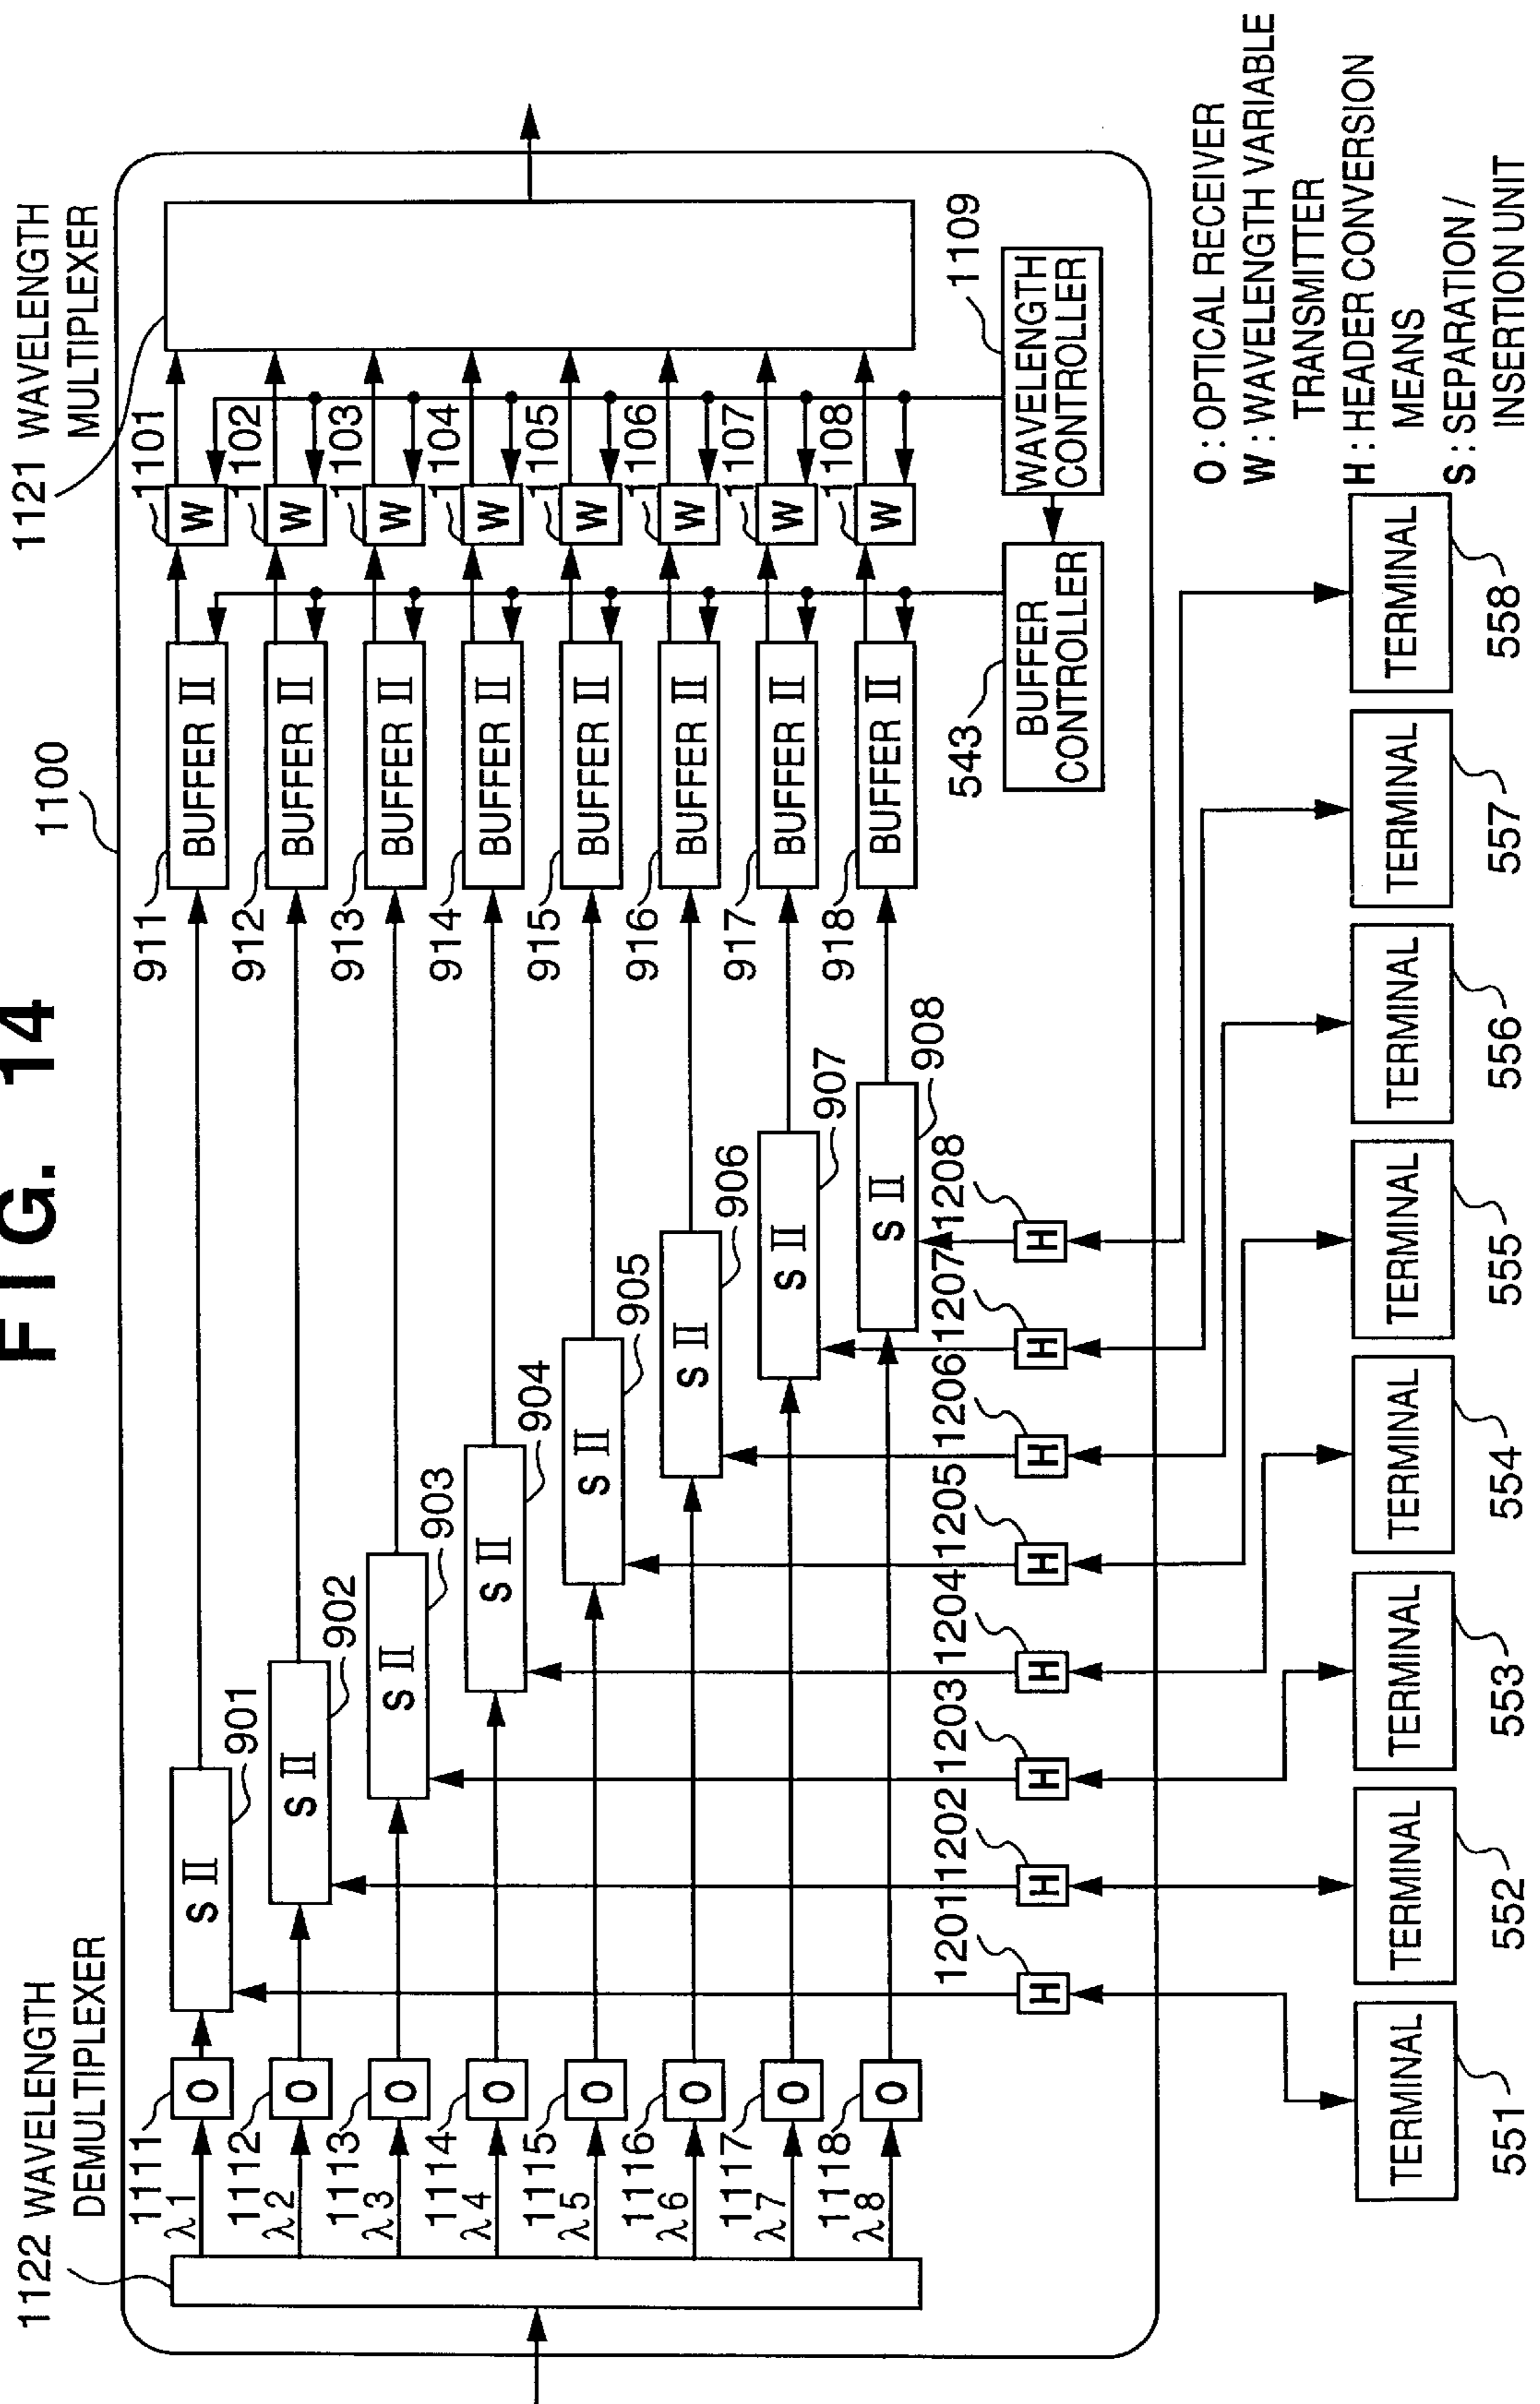 FIG. 14
1122 WAVELENGTH
DEMULTIPLEXER
1100
1121 WAVELENGTH
MULTIPLEXER
1111
λ1
1112
λ2
1113
λ3
1114
λ4
1115
λ5
1116
λ6
1117
λ7
1118
λ8
O
O
O
O
O
O
O
O
S II
901
S II
902
S II
903
S II
904
S II
905
S II
906
S II
907
S II
908
911
BUFFER II
912
BUFFER II
913
BUFFER II
914
BUFFER II
915
BUFFER II
916
BUFFER II
917
BUFFER II
918
BUFFER II
1101
W
1102
W
1103
W
1104
W
1105
W
1106
W
1107
W
1108
W
543
BUFFER
CONTROLLER
1109
WAVELENGTH
CONTROLLER
1201
H
1202
H
1203
H
1204
H
1205
H
1206
H
1207
H
1208
H
TERMINAL
551
TERMINAL
552
TERMINAL
553
TERMINAL
554
TERMINAL
555
TERMINAL
556
TERMINAL
557
TERMINAL
558
O : OPTICAL RECEIVER
W : WAVELENGTH VARIABLE
TRANSMITTER
H : HEADER CONVERSION
MEANS
S : SEPARATION /
INSERTION UNIT